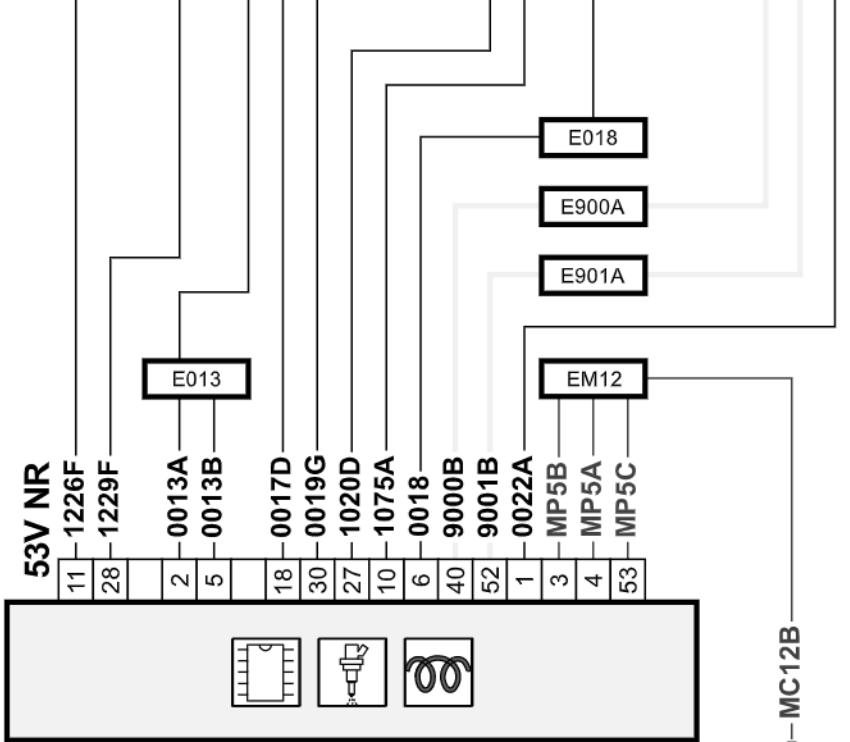 E018
E900A
E901A
E013
EM12
53V NR
1226F
1229F
0013A
0013B
0017D
0019G
1020D
1075A
0018
9000B
9001B
0022A
MP5B
MP5A
MP5C
11
28
2
5
18
30
27
10
6
40
52
1
3
4
53
MC12B